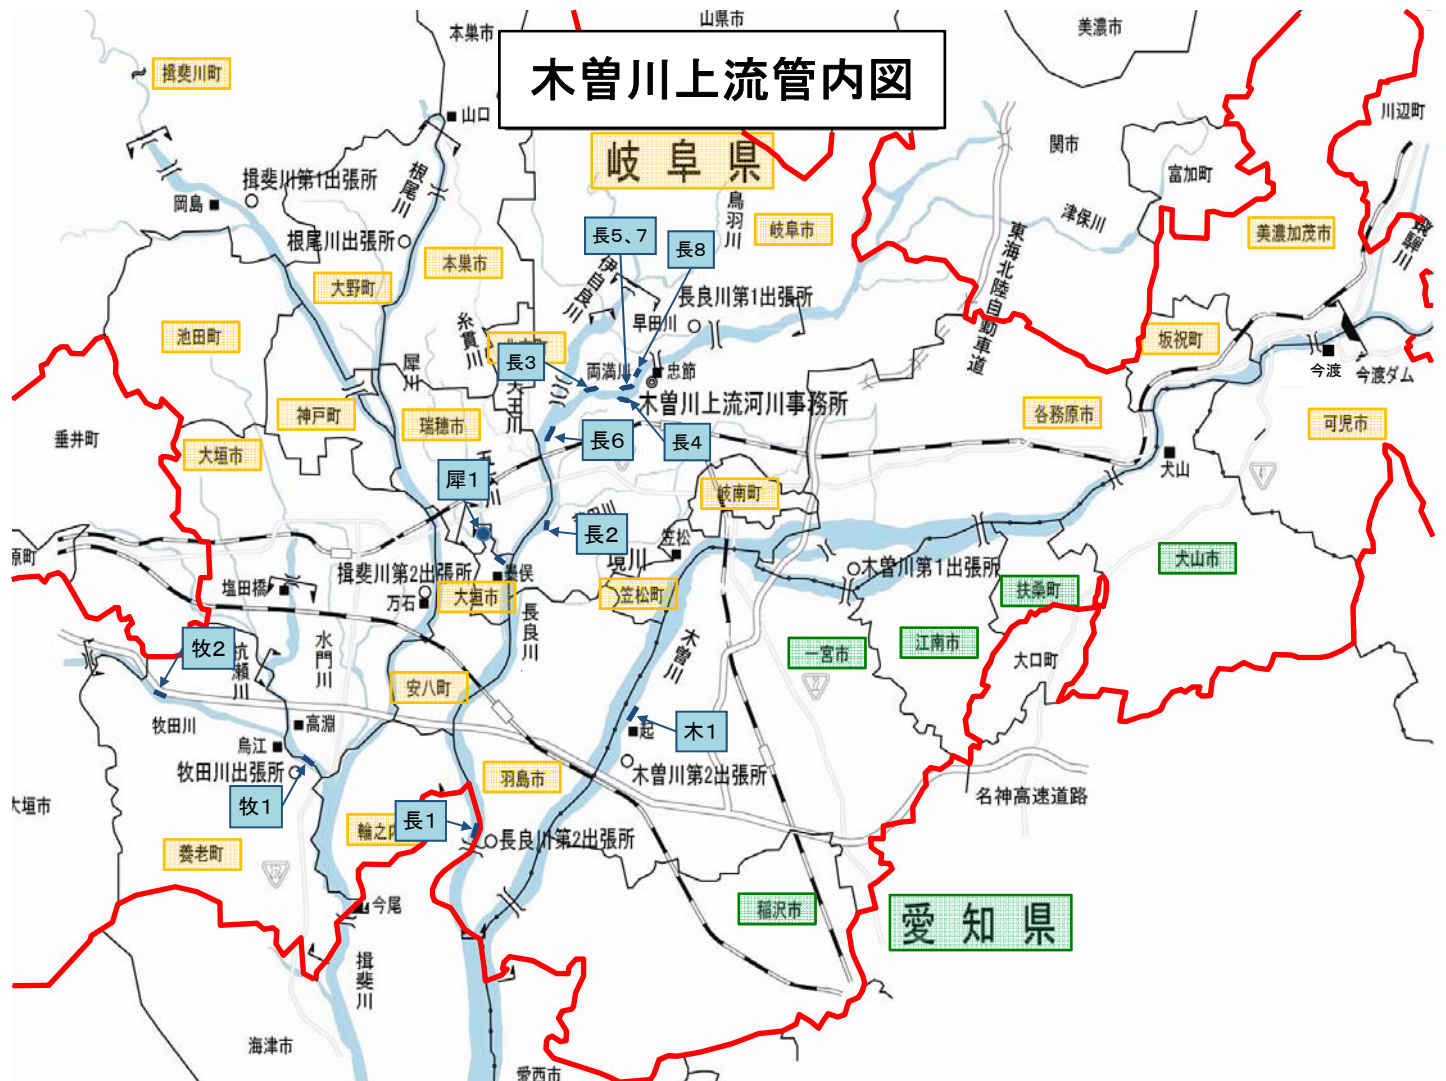 木曽川上流管内図
本巣市
山県市
美濃市
揖斐川町
山口
川辺町
岐阜県
関市
富加町
根尾川
揖斐川第1出張所
岡島
根尾川出張所
鳥羽川
岐阜市
津保川
美濃加茂市
飛騨川
長5、7
長8
本巣市
伊自良川
東海北陸自動車道
大野町
長良川第1出張所
早田川
糸貫川
池田町
坂祝町
長3
両満川
忠節
今渡
今渡ダム
犀川
天王川
木曽川上流河川事務所
神戸町
瑞穂市
各務原市
可児市
垂井町
大垣市
長6
長4
犬山
犀1
岐南町
長2
笠松
境川
原町
揖斐川第2出張所
墨俣
木曽川第1出張所
犬山市
塩田橋
万石
大垣市
笠松町
扶桑町
長良川
水門川
杭瀬川
牧2
木曽川
一宮市
江南市
大口町
安八町
牧田川
高淵
烏江
木1
起
牧田川出張所
羽島市
木曽川第2出張所
名神高速道路
大垣市
牧1
輪之内
長1
長良川第2出張所
養老町
今尾
稲沢市
愛知県
揖斐川
海津市
愛西市